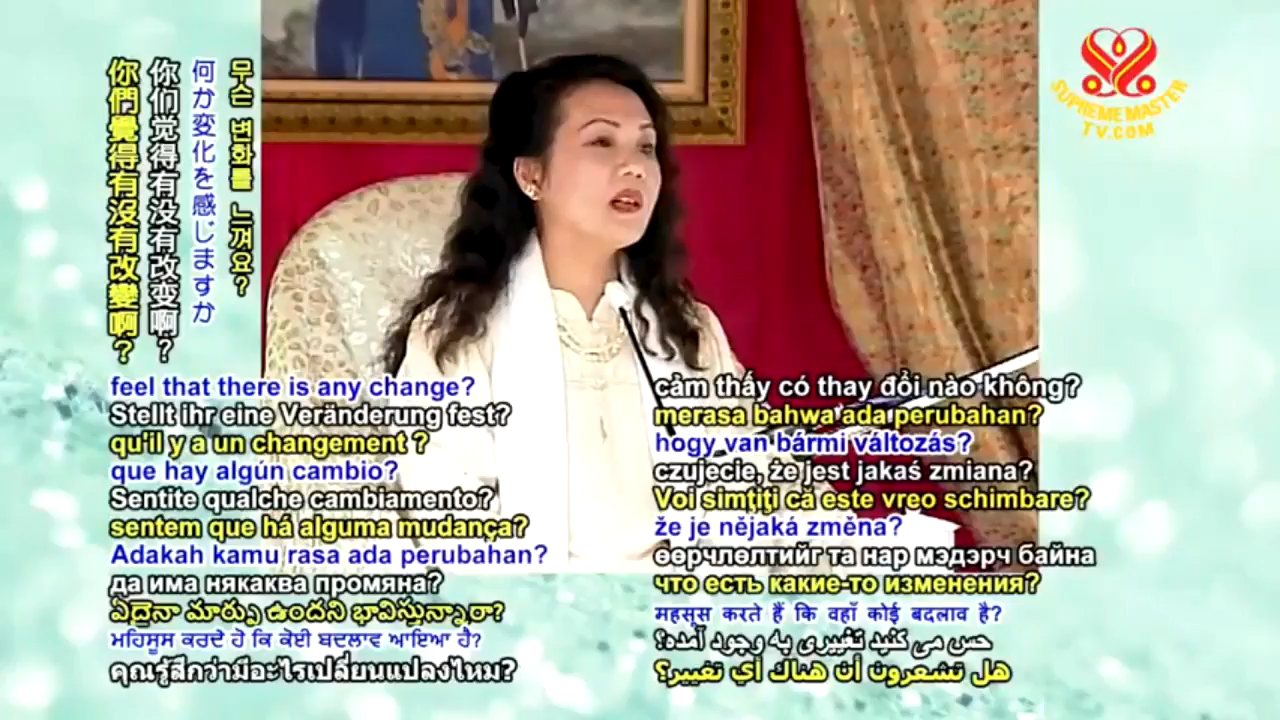 무슨 변화를 느껴요?
何か変化を感じますか
你们觉得有没有改变啊?
你們覺得有沒有改變啊?
SUPREME MASTER
TV.COM
feel that there is any change?
Stellt ihr eine Veränderung fest?
qu'il y a un changement ?
que hay algún cambio?
Sentite qualche cambiamento?
sentem que há alguma mudança?
Adakah kamu rasa ada perubahan?
да има някаква промяна?
ఏదైనా మార్పు ఉందని భావిస్తున్నారా?
ਮਹਿਸੂਸ ਕਰਦੇ ਹੋ ਕਿ ਕੋਈ ਬਦਲਾਵ ਆਇਆ ਹੈ?
คุณรู้สึกว่ามีอะไรเปลี่ยนแปลงไหม?
cảm thấy có thay đổi nào không?
merasa bahwa ada perubahan?
hogy van bármi változás?
czujecie, że jest jakaś zmiana?
Voi simţiţi că este vreo schimbare?
že je nějaká změna?
өөрчлөлтийг та нар мэдэрч байна
что есть какие-то изменения?
महसूस करते हैं कि वहाँ कोई बदलाव है?
حس می کنید تغییری به وجود آمده؟
هل تشعرون أن هناك أي تغيير؟